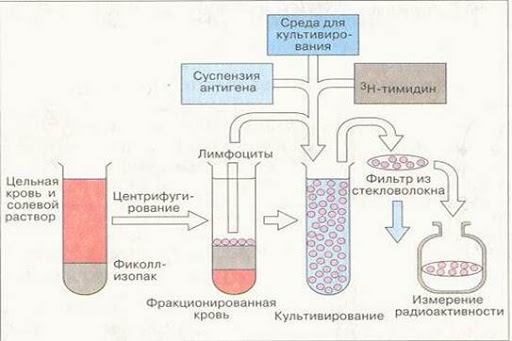 Среда для
культивиро-
вания
Суспензия
антигена
³Н-тимидин
Лимфоциты
Цельная
кровь и
солевой
раствор
Центрифуги-
рование
Фильтр из
стекловолокна
Фиколл-
изопак
Фракционированная
кровь
Культивирование
Измерение
радиоактивности